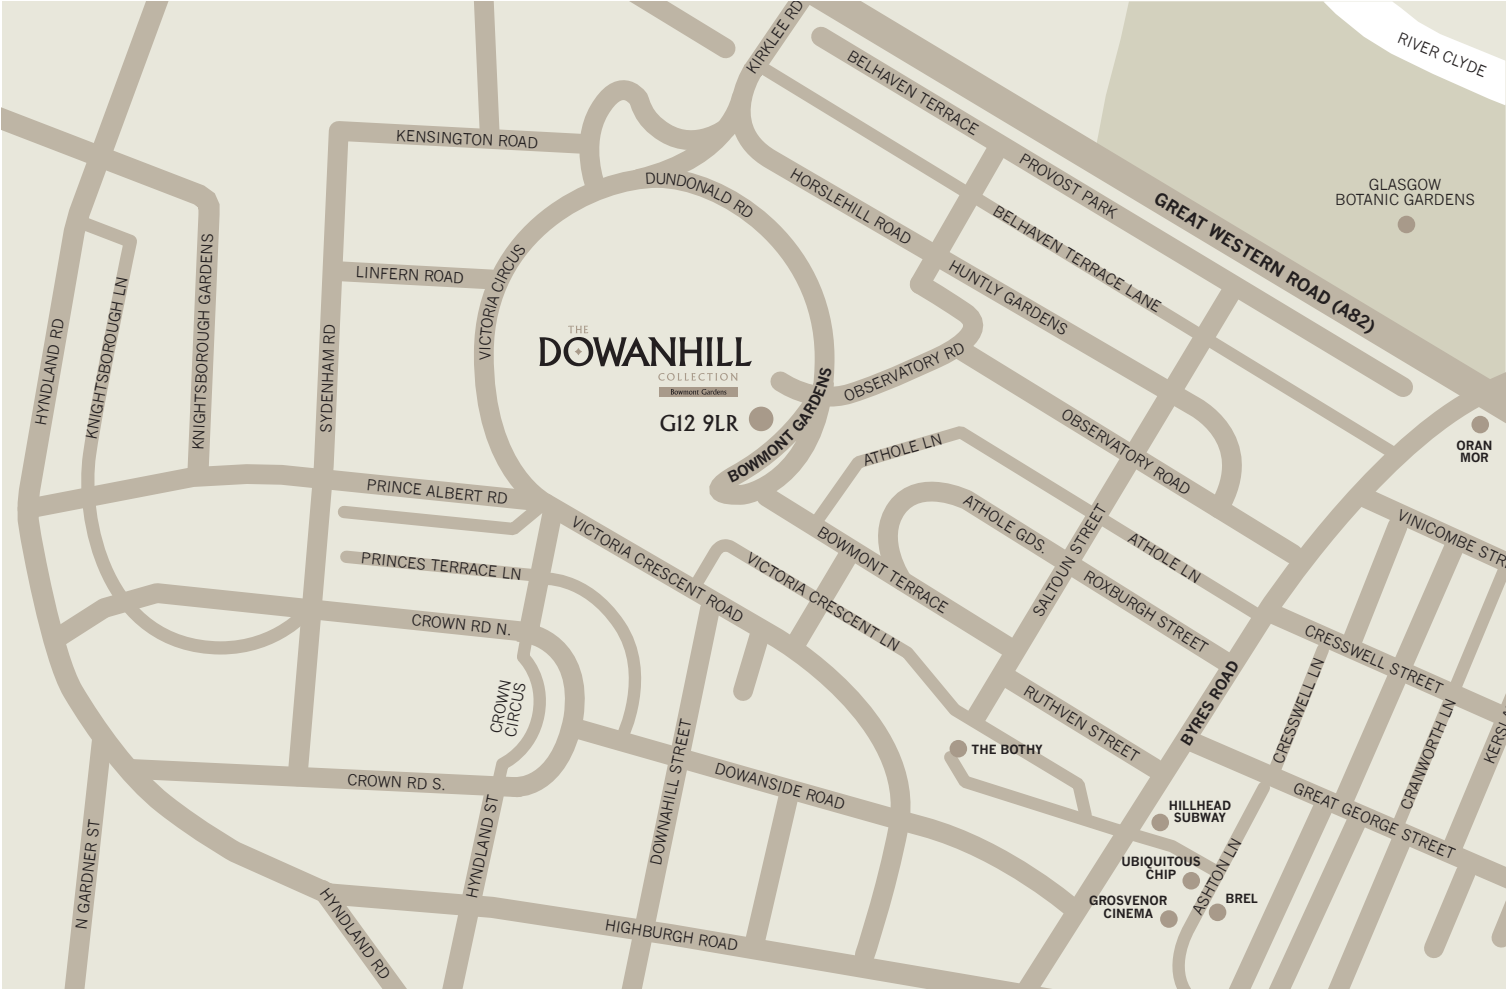 KIRKLEE RD
BELHAVEN TERRACE
RIVER CLYDE
KENSINGTON ROAD
DUNDONALD RD
HORSLEHILL ROAD
PROVOST PARK
BELHAVEN TERRACE LANE
GREAT WESTERN ROAD (A82)
GLASGOW
BOTANIC GARDENS
HUNTLY GARDENS
LINFERN ROAD
VICTORIA CIRCUS
HYNDLAND RD
KNIGHTSBOROUGH LN
KNIGHTSBOROUGH GARDENS
SYDENHAM RD
THE
DOWANHILL
COLLECTION
Bowmont Gardens
G12 9LR
BOWMONT GARDENS
OBSERVATORY RD
OBSERVATORY ROAD
ATHOLE LN
ORAN
MOR
PRINCE ALBERT RD
VICTORIA CRESCENT ROAD
BOWMONT TERRACE
ATHOLE GDS.
SALTOUN STREET
ATHOLE LN
VINICOMBE STR
PRINCES TERRACE LN
VICTORIA CRESCENT LN
ROXBURGH STREET
CROWN RD N.
CRESSWELL STREET
CROWN
CIRCUS
RUTHVEN STREET
BYRES ROAD
CRESSWELL LN
CRANWORTH LN
KERSLA
THE BOTHY
CROWN RD S.
DOWNAHILL STREET
DOWANSIDE ROAD
GREAT GEORGE STREET
HILLHEAD
SUBWAY
N GARDNER ST
HYNDLAND ST
UBIQUITOUS
CHIP
ASHTON LN
BREL
GROSVENOR
CINEMA
HYNDLAND RD
HIGHBURGH ROAD